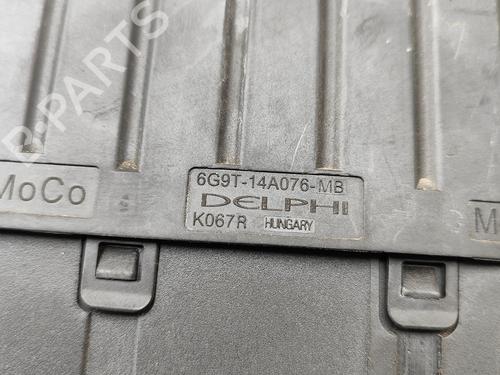 B-PARTS
MoCo
6G9T-14A076-MB
DELPHI
K067R HUNGARY
M